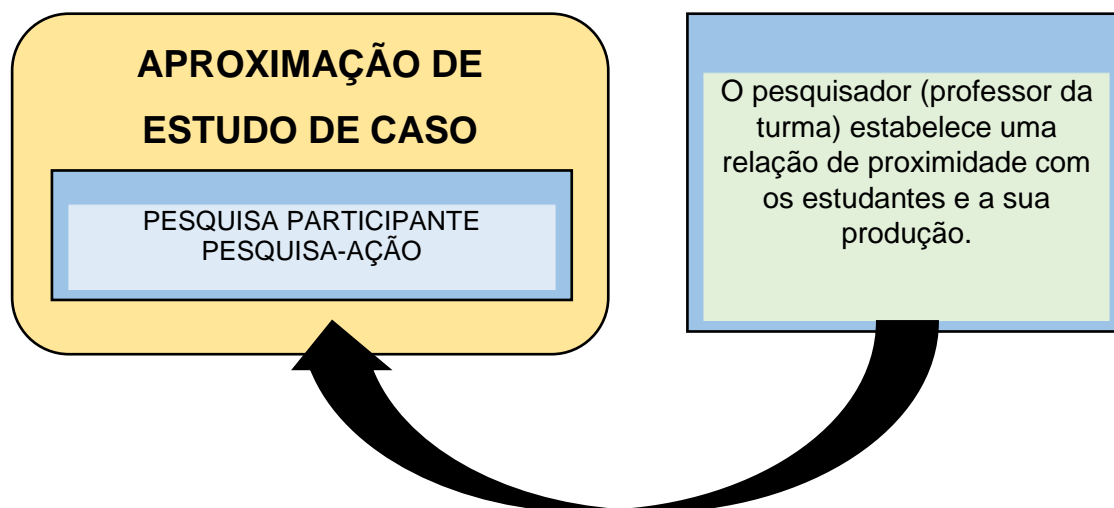 APROXIMAÇÃO DE
ESTUDO DE CASO
PESQUISA PARTICIPANTE
PESQUISA-AÇÃO
O pesquisador (professor da
turma) estabelece uma
relação de proximidade com
os estudantes e a sua
produção.